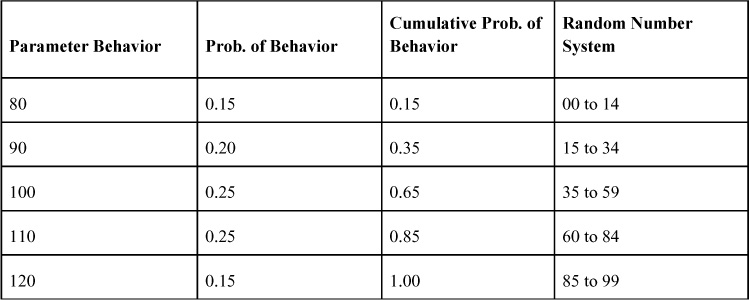 Parameter Behavior Prob. of Behavior Cumulative Prob. of Behavior Random Number System
80 0.15 0.15 00 to 14
90 0.20 0.35 15 to 34
100 0.25 0.65 35 to 59
110 0.25 0.85 60 to 84
120 0.15 1.00 85 to 99